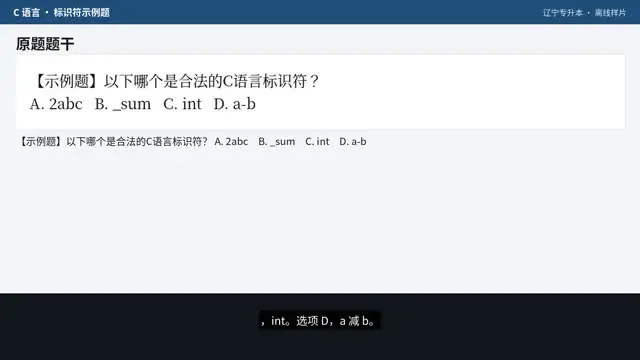 C 语言 · 标识符示例题
辽宁专升本 · 离线样片
原题题干
【示例题】以下哪个是合法的C语言标识符？
A. 2abc B. _sum C. int D. a-b
【示例题】以下哪个是合法的C语言标识符？ A. 2abc B. _sum C. int D. a-b
，int。选项 D，a 减 b。